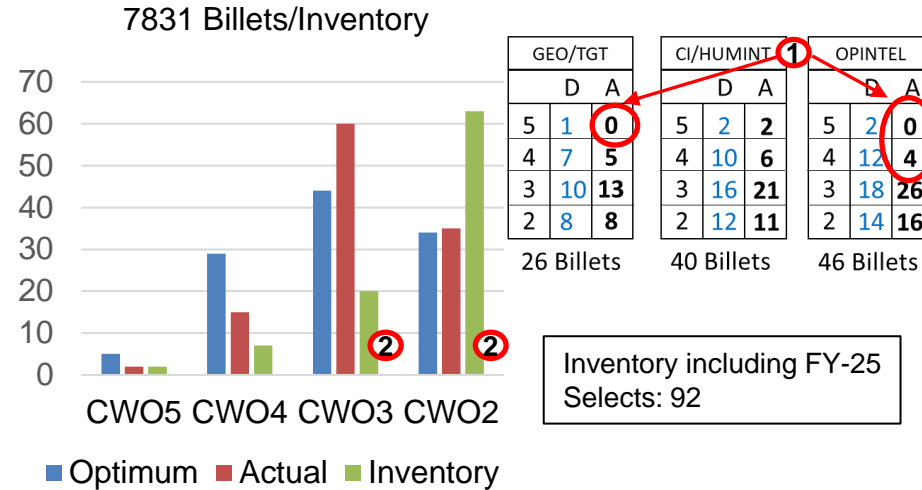 7831 Billets/Inventory
70
60
50
40
30
20
10
0
CWO5 CWO4 CWO3 CWO2
2
2
Optimum Actual Inventory
1
GEO/TGT
D A
5 1 0
4 7 5
3 10 13
2 8 8
26 Billets
CI/HUMINT
D A
5 2 2
4 10 6
3 16 21
2 12 11
40 Billets
OPINTEL
D A
5 2 0
4 12 4
3 18 26
2 14 16
46 Billets
Inventory including FY-25
Selects: 92